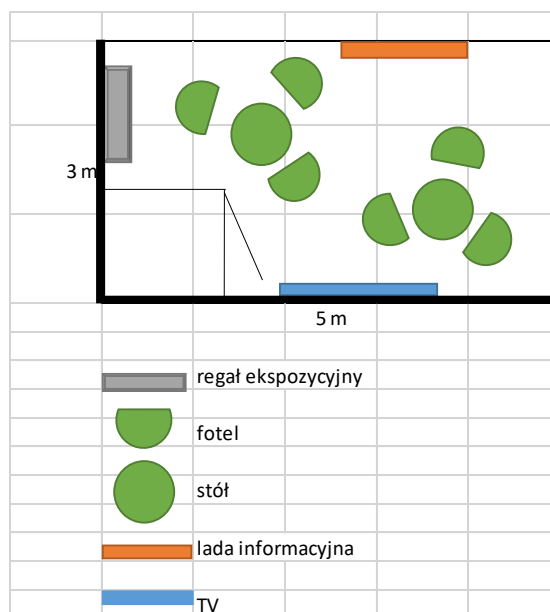 3 m
5 m
regał ekspozycyjny
fotel
stół
lada informacyjna
TV